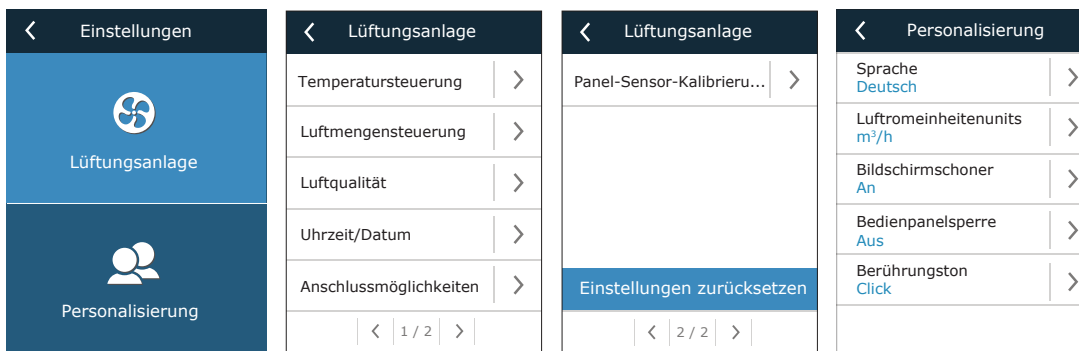 Einstellungen
Lüftungsanlage
Personalisierung
Lüftungsanlage
Temperatursteuerung
Luftmengensteuerung
Luftqualität
Uhrzeit/Datum
Anschlussmöglichkeiten
1 / 2
Lüftungsanlage
Panel-Sensor-Kalibrieru...
Einstellungen zurücksetzen
2 / 2
Personalisierung
Sprache
Deutsch
Luftromeinheitenunits
m³/h
Bildschirmschoner
An
Bedienpanelsperre
Aus
Berührungston
Click